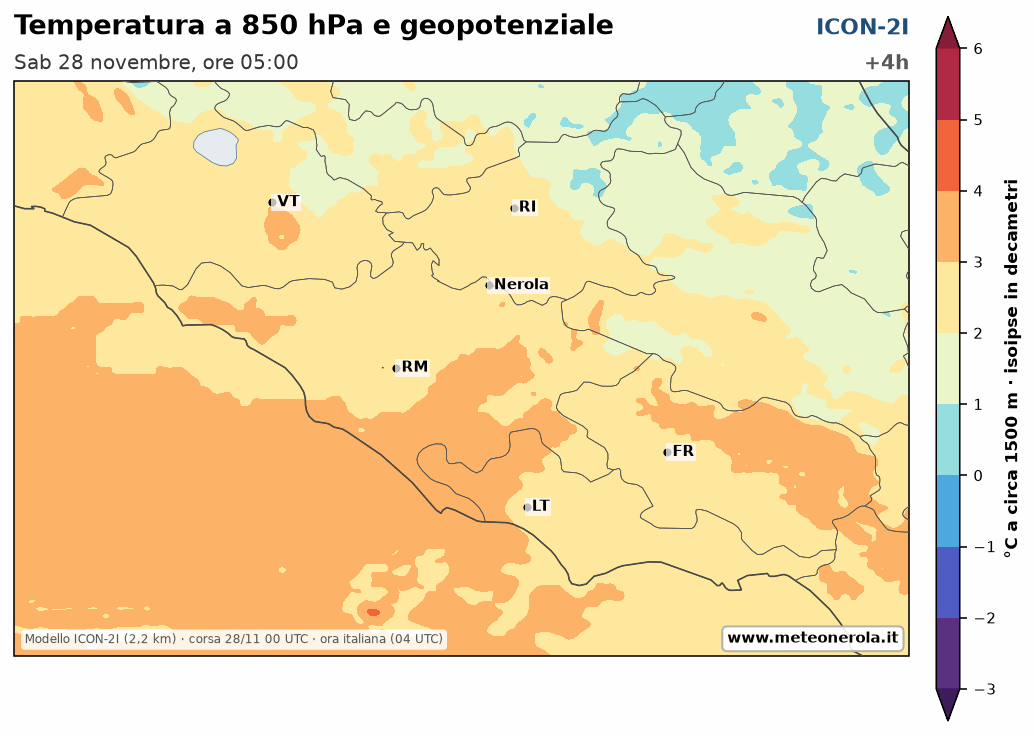 Temperatura a 850 hPa e geopotenziale
ICON-2I
Sab 28 novembre, ore 05:00
+4h
VT
RI
Nerola
RM
FR
LT
Modello ICON-2I (2,2 km) · corsa 28/11 00 UTC · ora italiana (04 UTC)
www.meteonerola.it
6
5
4
3
2
1
0
−1
−2
−3
°C a circa 1500 m · isoipse in decametri